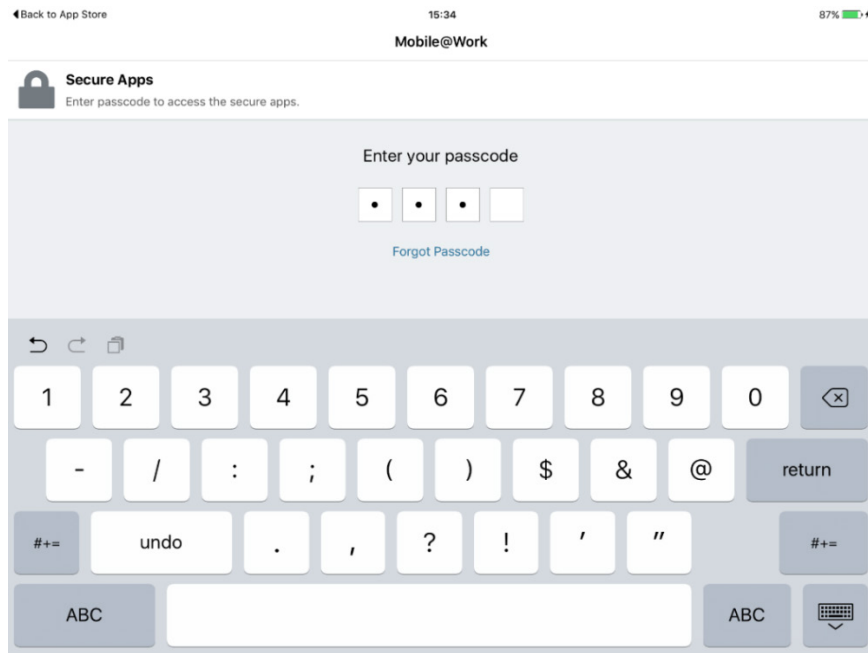 Back to App Store 15:34 87%
Mobile@Work
Secure Apps
Enter passcode to access the secure apps.
Enter your passcode
Forgot Passcode
1 2 3 4 5 6 7 8 9 0
- / : ; ( ) $ & @ return
#+= undo . , ? ! ' " #+=
ABC ABC